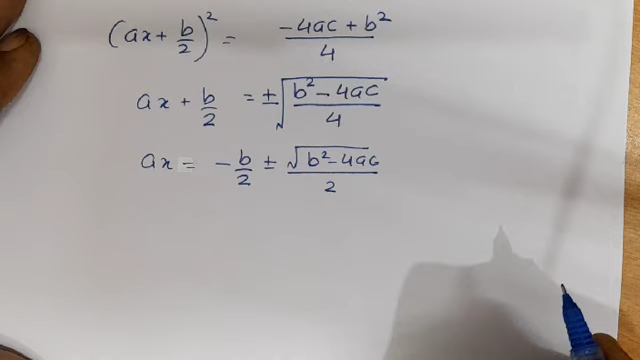 (ax + b/2)² = (-4ac + b²)/4
ax + b/2 = ±√((b² - 4ac)/4)
ax = -b/2 ± √(b² - 4ac)/2